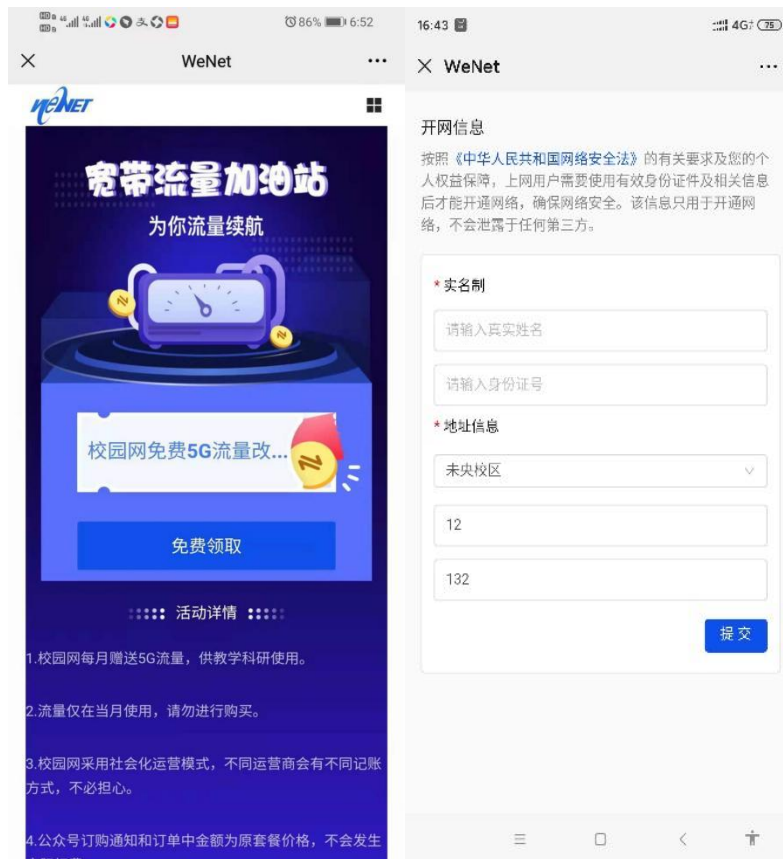 86% 6:52
WeNet
WENET
宽带流量加油站
为你流量续航
校园网免费5G流量改...
免费领取
活动详情
1.校园网每月赠送5G流量，供教学科研使用。
2.流量仅在当月使用，请勿进行购买。
3.校园网采用社会化运营模式，不同运营商会有不同记账
方式，不必担心。
4.公众号订购通知和订单中金额为原套餐价格，不会发生
16:43 4G+ 75
WeNet
开网信息
按照《中华人民共和国网络安全法》的有关要求及您的个
人权益保障，上网用户需要使用有效身份证件及相关信息
后才能开通网络，确保网络安全。该信息只用于开通网
络，不会泄露于任何第三方。
* 实名制
请输入真实姓名
请输入身份证号
* 地址信息
未央校区
12
132
提交